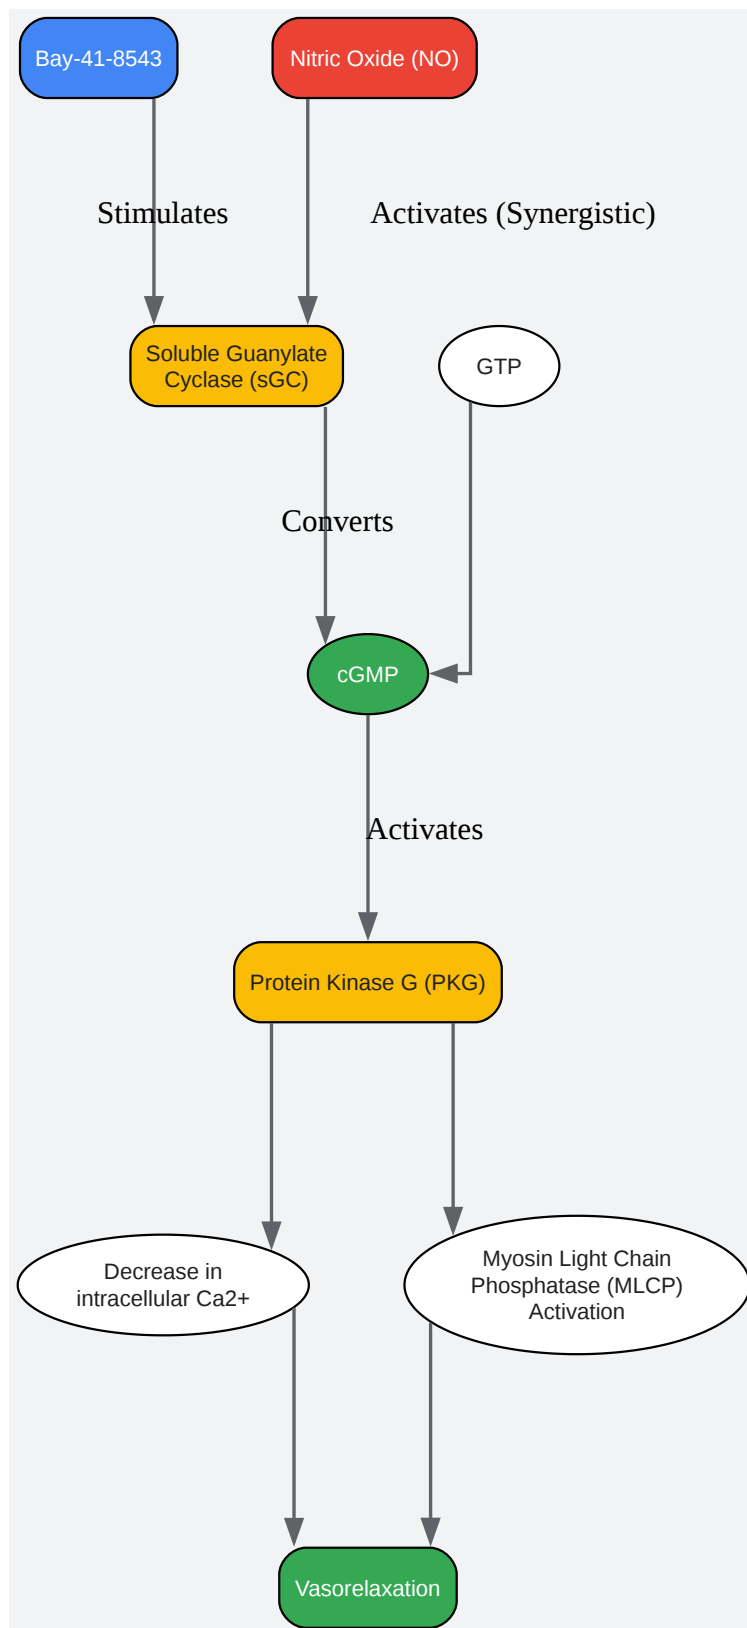 Bay-41-8543
Nitric Oxide (NO)
Stimulates
Activates (Synergistic)
Soluble Guanylate
Cyclase (sGC)
GTP
Converts
cGMP
Activates
Protein Kinase G (PKG)
Decrease in
intracellular Ca2+
Myosin Light Chain
Phosphatase (MLCP)
Activation
Vasorelaxation